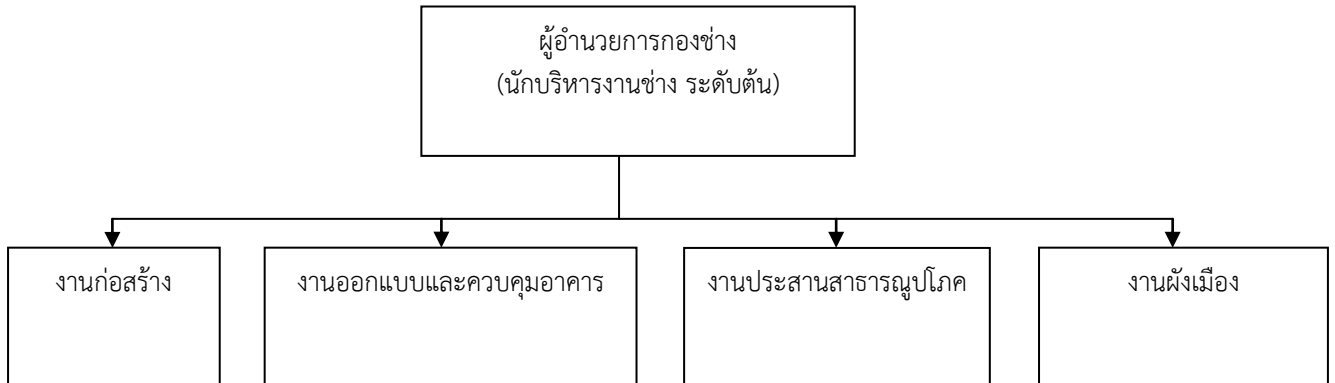 ผู้อำนวยการกองช่าง
(นักบริหารงานช่าง ระดับต้น)
งานก่อสร้าง
งานออกแบบและควบคุมอาคาร
งานประสานสาธารณูปโภค
งานผังเมือง